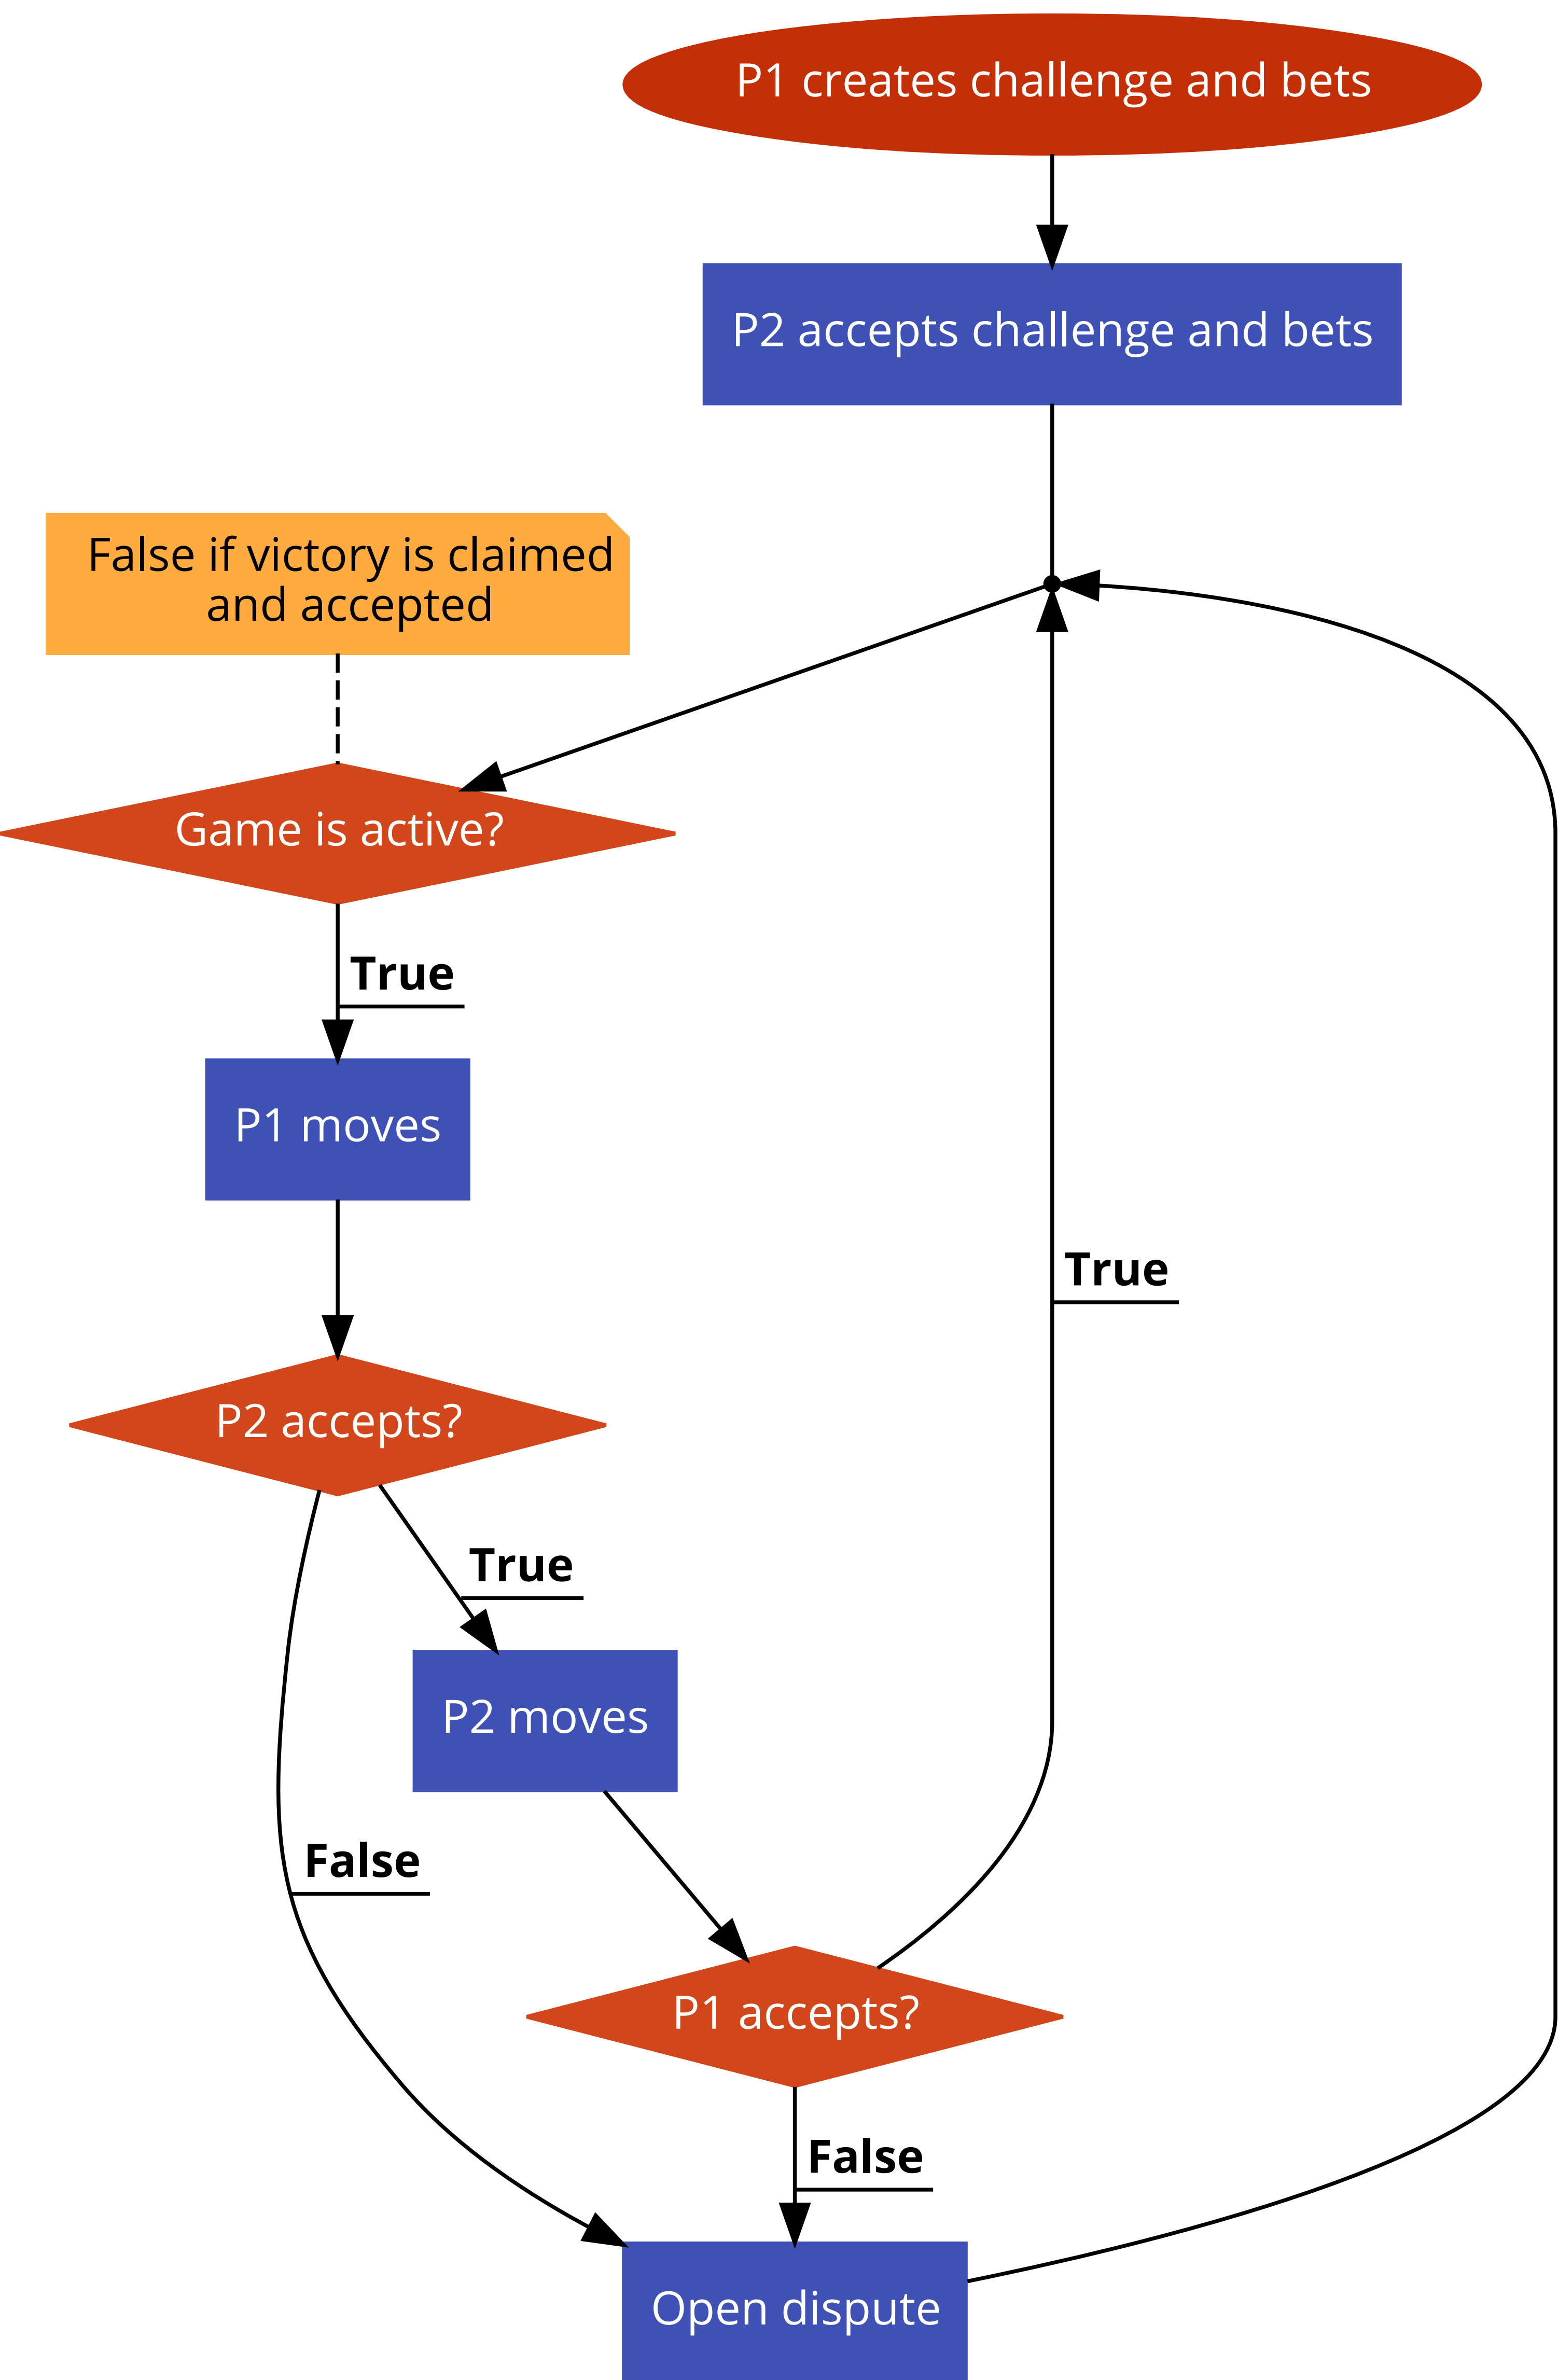 P1 creates challenge and bets
P2 accepts challenge and bets
False if victory is claimed
and accepted
Game is active?
True
P1 moves
True
P2 accepts?
True
P2 moves
False
P1 accepts?
False
Open dispute